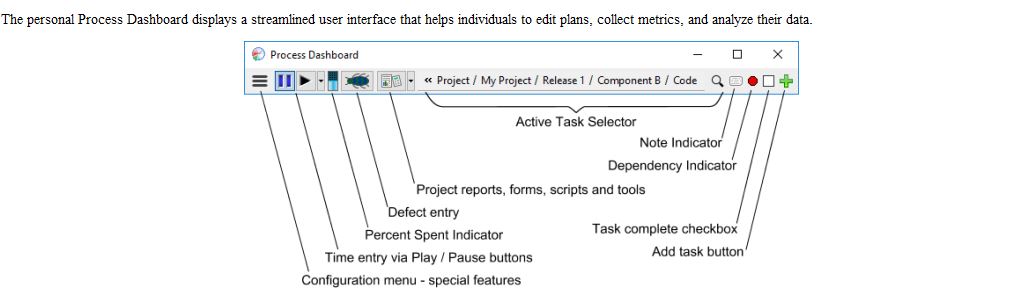 The personal Process Dashboard displays a streamlined user interface that helps individuals to edit plans, collect metrics, and analyze their data.
Process Dashboard
« Project / My Project / Release 1 / Component B / Code
Active Task Selector
Note Indicator
Dependency Indicator
Project reports, forms, scripts and tools
Defect entry
Task complete checkbox
Percent Spent Indicator
Add task button
Time entry via Play / Pause buttons
Configuration menu - special features